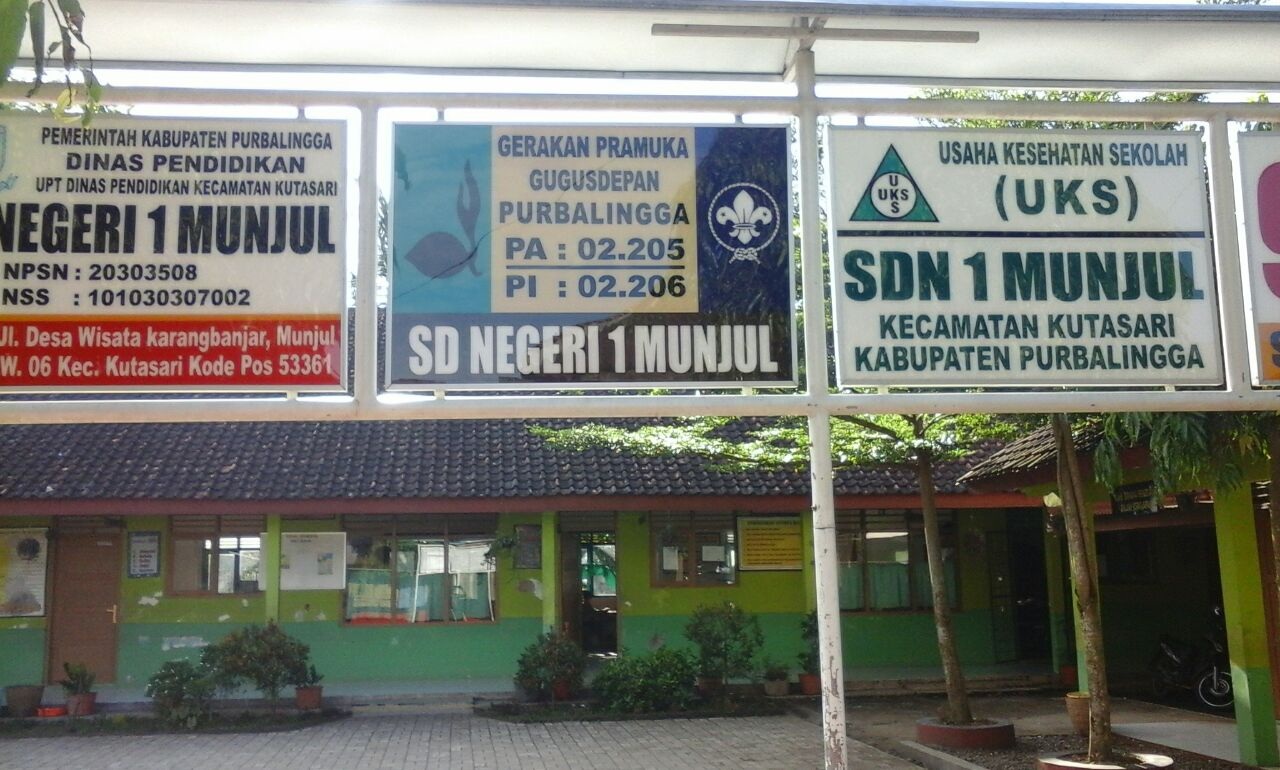 PEMERINTAH KABUPATEN PURBALINGGA
DINAS PENDIDIKAN
UPT DINAS PENDIDIKAN KECAMATAN KUTASARI
NEGERI 1 MUNJUL
NPSN : 20303508
NSS : 101030307002
Jl. Desa Wisata karangbanjar, Munjul
W. 06 Kec. Kutasari Kode Pos 53361
GERAKAN PRAMUKA
GUGUSDEPAN
PURBALINGGA
PA : 02.205
PI : 02.206
SD NEGERI 1 MUNJUL
U
UKS
S
USAHA KESEHATAN SEKOLAH
(UKS)
SDN 1 MUNJUL
KECAMATAN KUTASARI
KABUPATEN PURBALINGGA